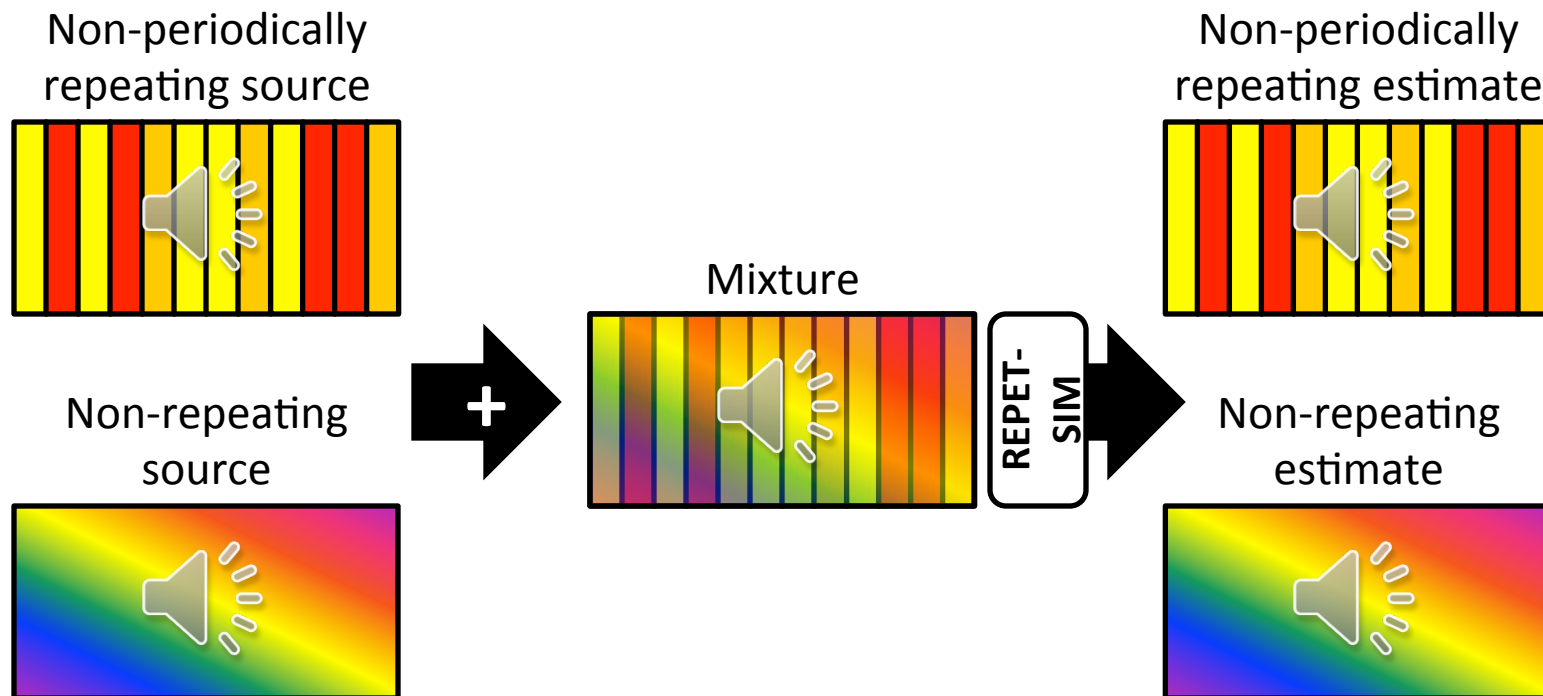 Non-periodically
repeating source
Non-repeating
source
+
Mixture
REPET-
SIM
Non-periodically
repeating estimate
Non-repeating
estimate